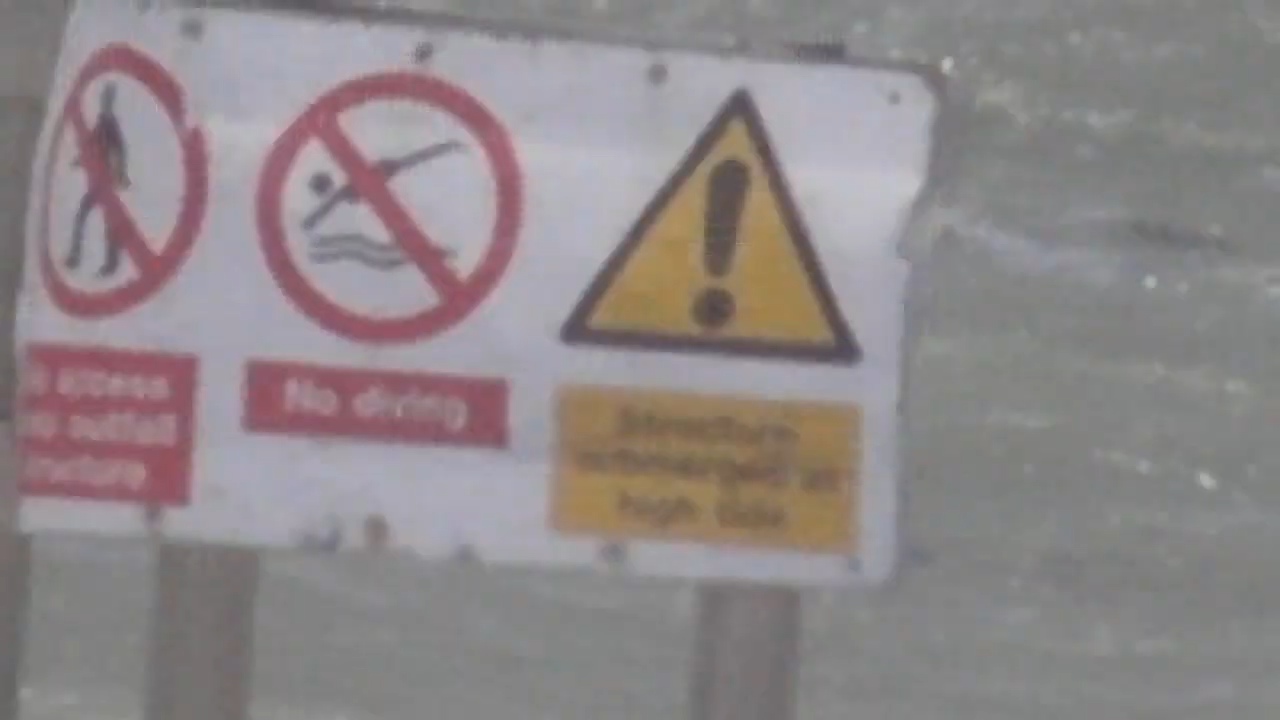 access
outfall
No diving
Structure
submerged at
high tide